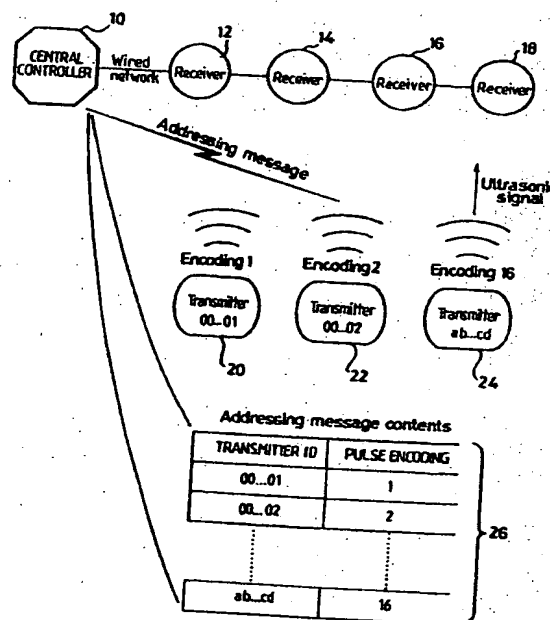 10
12
14
16
18
CENTRAL
CONTROLLER
Wired
network
Receiver
Receiver
Receiver
Receiver
Addressing message
Ultrasonic
signal
Encoding 1
Encoding 2
Encoding 16
Transmitter
00...01
Transmitter
00...02
Transmitter
ab...cd
20
22
24
Addressing message contents
TRANSMITTER ID PULSE ENCODING
00...01 1
00...02 2
26
ab...cd 16